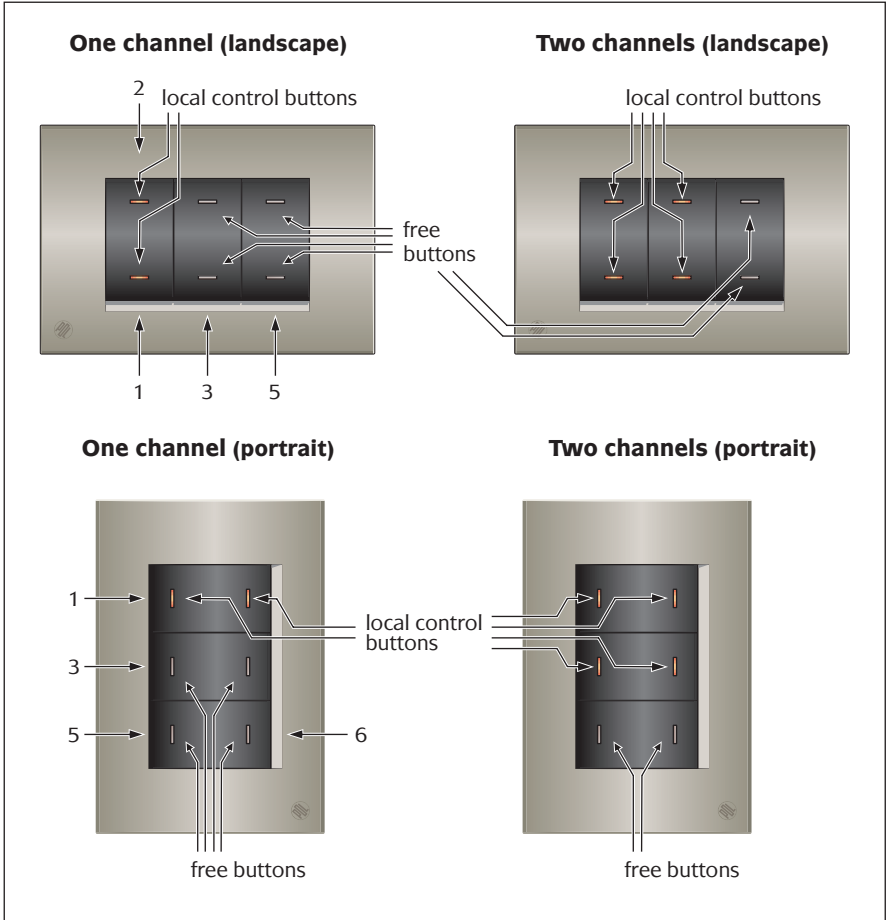 One channel (landscape)
Two channels (landscape)
2
local control buttons
local control buttons
free
buttons
1
3
5
One channel (portrait)
Two channels (portrait)
1
3
5
6
local control
buttons
free buttons
free buttons